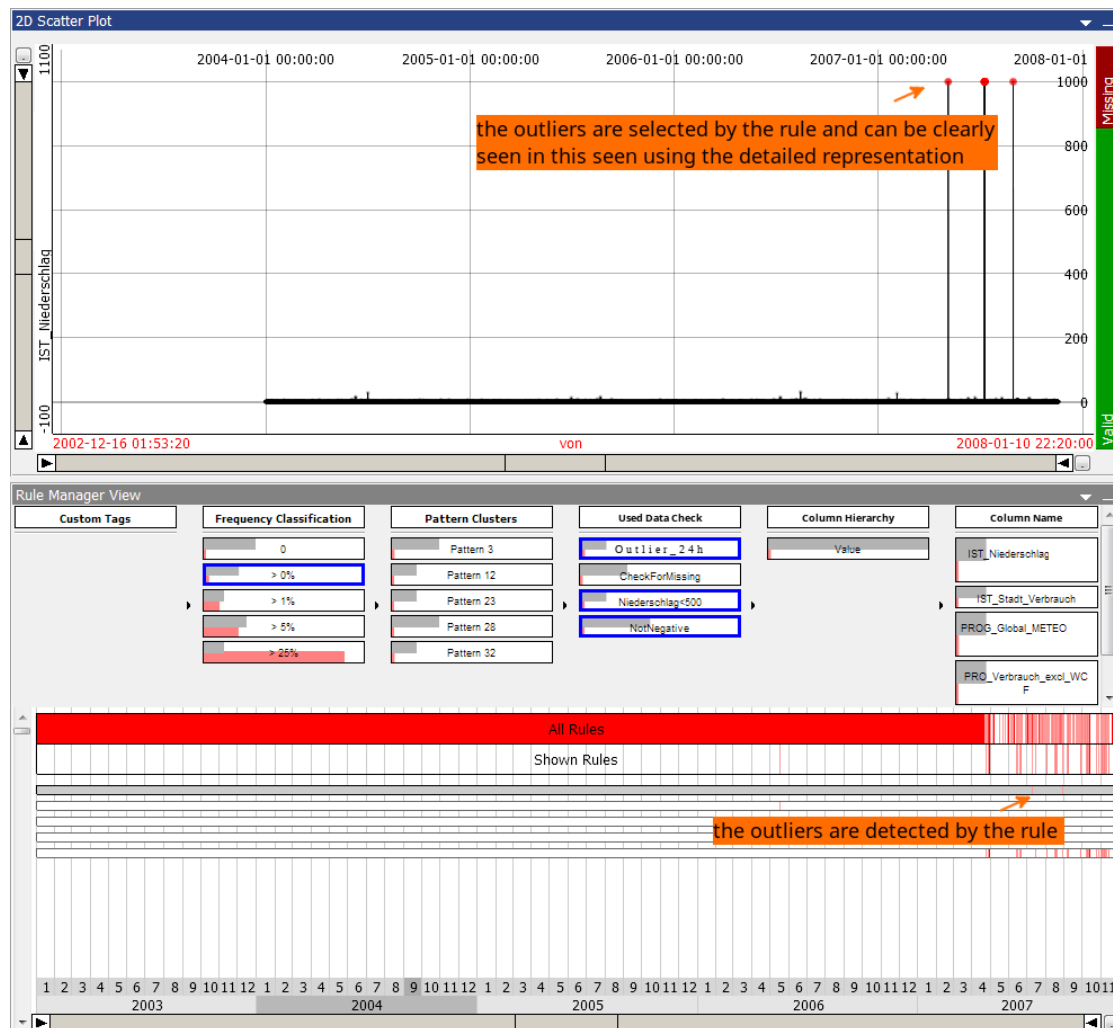 2D Scatter Plot
1100
2004-01-01 00:00:00
2005-01-01 00:00:00
2006-01-01 00:00:00
2007-01-01 00:00:00
2008-01-01
1000
Missing
the outliers are selected by the rule and can be clearly
seen in this seen using the detailed representation
800
600
400
IST_Niederschlag
200
0
-100
Valid
2002-12-16 01:53:20
von
2008-01-10 22:20:00
Rule Manager View
Custom Tags
Frequency Classification
Pattern Clusters
Used Data Check
Column Hierarchy
Column Name
0
> 0%
> 1%
> 5%
> 25%
Pattern 3
Pattern 12
Pattern 23
Pattern 28
Pattern 32
Outlier_24h
CheckForMissing
Niederschlag<500
NotNegative
Value
IST_Niederschlag
IST_Stadt_Verbrauch
PROG_Global_METEO
PRO_Verbrauch_excl_WC
F
All Rules
Shown Rules
the outliers are detected by the rule
1 2 3 4 5 6 7 8 9 10 11 12 1 2 3 4 5 6 7 8 9 10 11 12 1 2 3 4 5 6 7 8 9 10 11 12 1 2 3 4 5 6 7 8 9 10 11 12 1 2 3 4 5 6 7 8 9 10 11
2003 2004 2005 2006 2007